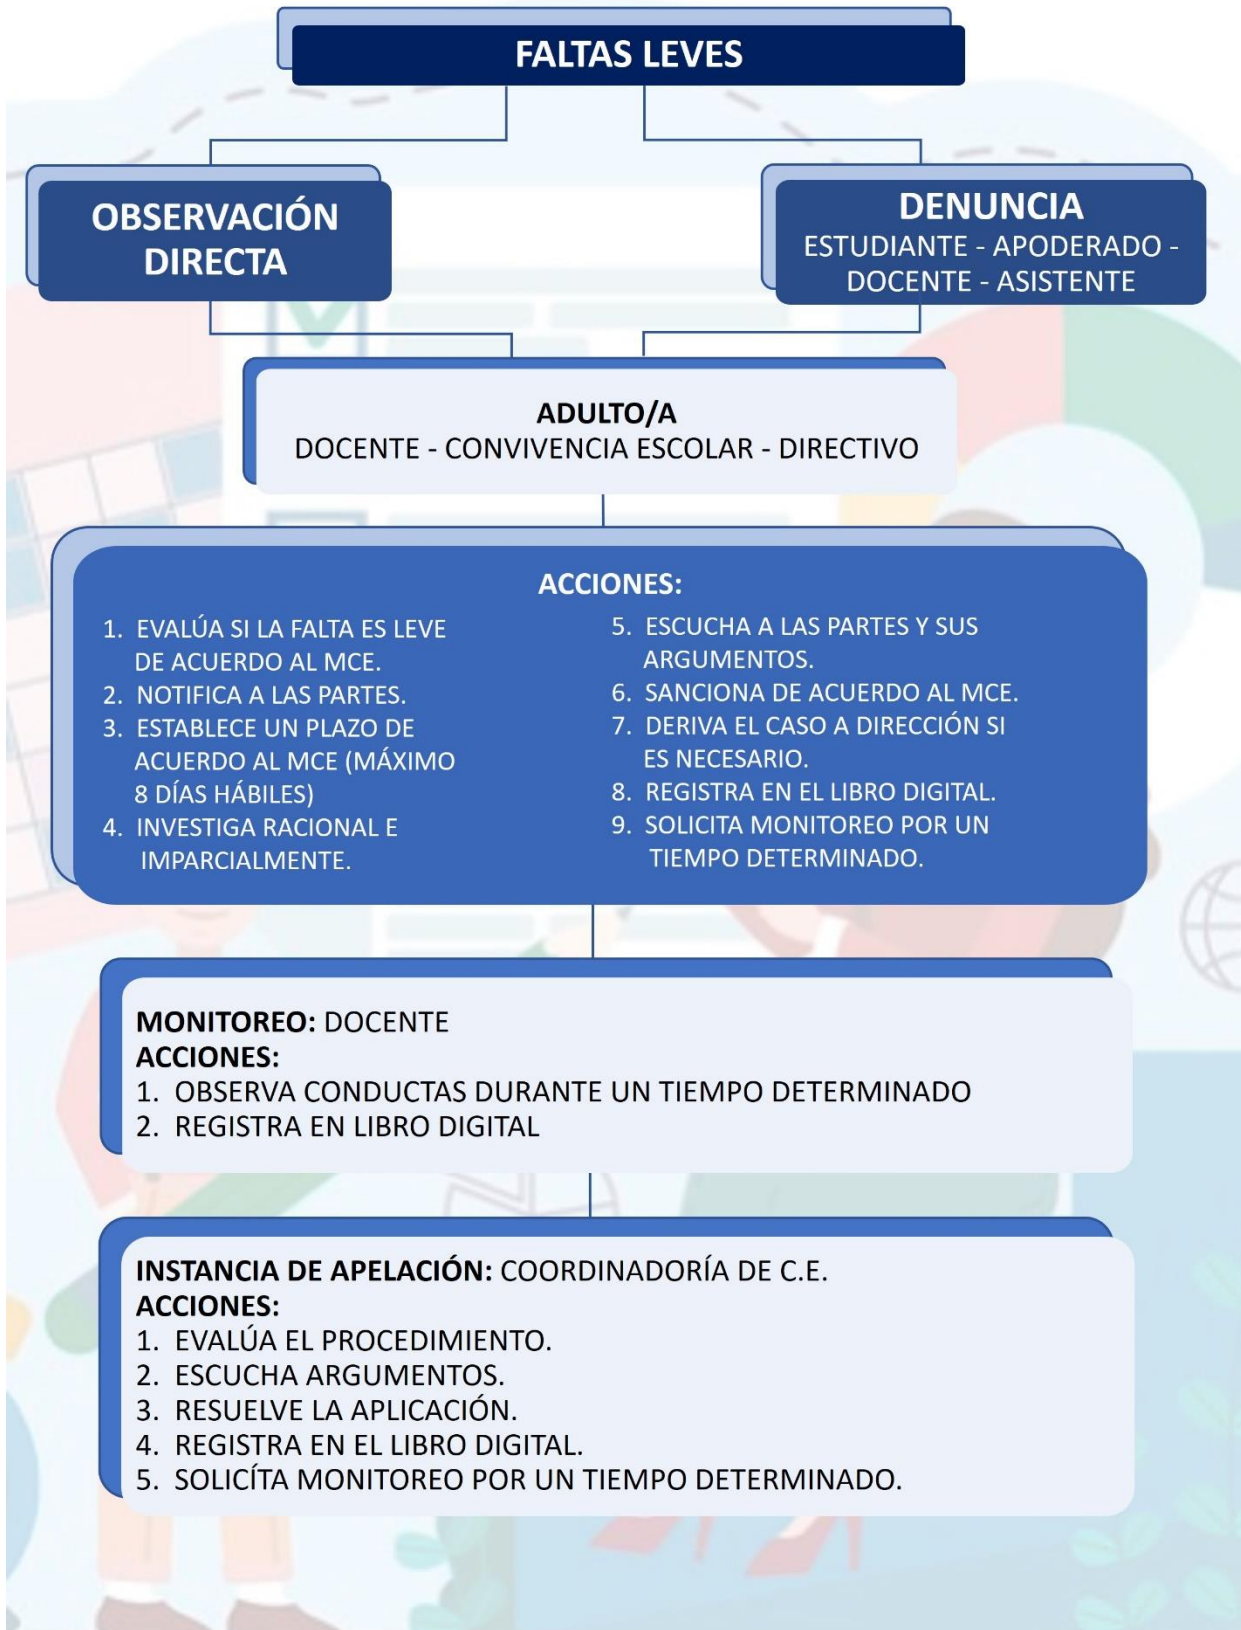 FALTAS LEVES
OBSERVACIÓN
DIRECTA
DENUNCIA
ESTUDIANTE - APODERADO -
DOCENTE - ASISTENTE
ADULTO/A
DOCENTE - CONVIVENCIA ESCOLAR - DIRECTIVO
ACCIONES:
1. EVALÚA SI LA FALTA ES LEVE
DE ACUERDO AL MCE.
2. NOTIFICA A LAS PARTES.
3. ESTABLECE UN PLAZO DE
ACUERDO AL MCE (MÁXIMO
8 DÍAS HÁBILES)
4. INVESTIGA RACIONAL E
IMPARCIALMENTE.
5. ESCUCHA A LAS PARTES Y SUS
ARGUMENTOS.
6. SANCIONA DE ACUERDO AL MCE.
7. DERIVA EL CASO A DIRECCIÓN SI
ES NECESARIO.
8. REGISTRA EN EL LIBRO DIGITAL.
9. SOLICITA MONITOREO POR UN
TIEMPO DETERMINADO.
MONITOREO: DOCENTE
ACCIONES:
1. OBSERVA CONDUCTAS DURANTE UN TIEMPO DETERMINADO
2. REGISTRA EN LIBRO DIGITAL
INSTANCIA DE APELACIÓN: COORDINADORÍA DE C.E.
ACCIONES:
1. EVALÚA EL PROCEDIMIENTO.
2. ESCUCHA ARGUMENTOS.
3. RESUELVE LA APLICACIÓN.
4. REGISTRA EN EL LIBRO DIGITAL.
5. SOLICÍTA MONITOREO POR UN TIEMPO DETERMINADO.